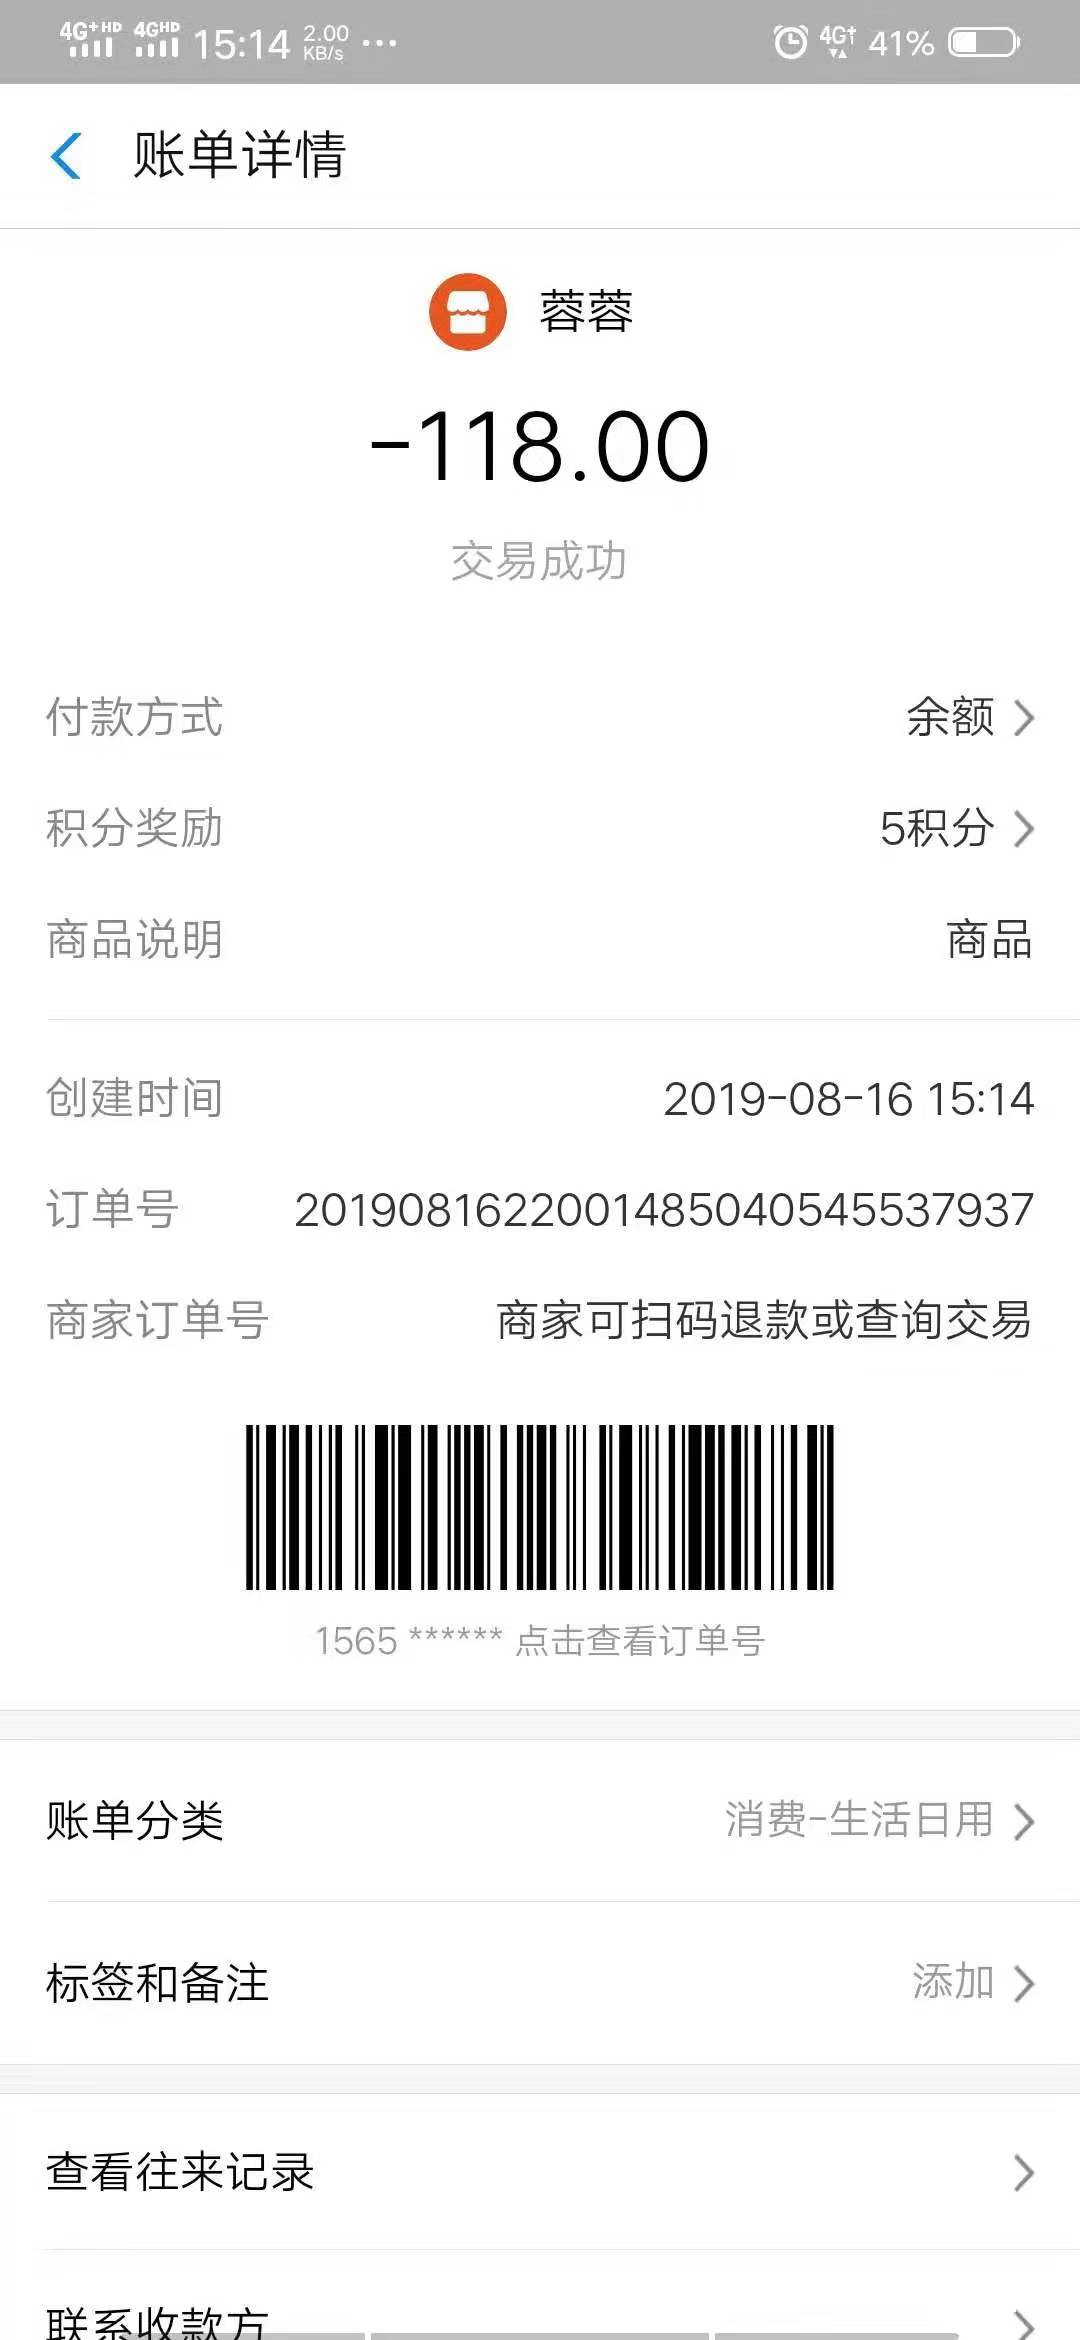 4G+HD 4GHD 15:14 2.00 KB/s ... 4G 41%
账单详情
蓉蓉
-118.00
交易成功
付款方式 余额
积分奖励 5积分
商品说明 商品
创建时间 2019-08-16 15:14
订单号 2019081622001485040545537937
商家订单号 商家可扫码退款或查询交易
1565 ****** 点击查看订单号
账单分类 消费-生活日用
标签和备注 添加
查看往来记录
联系收款方